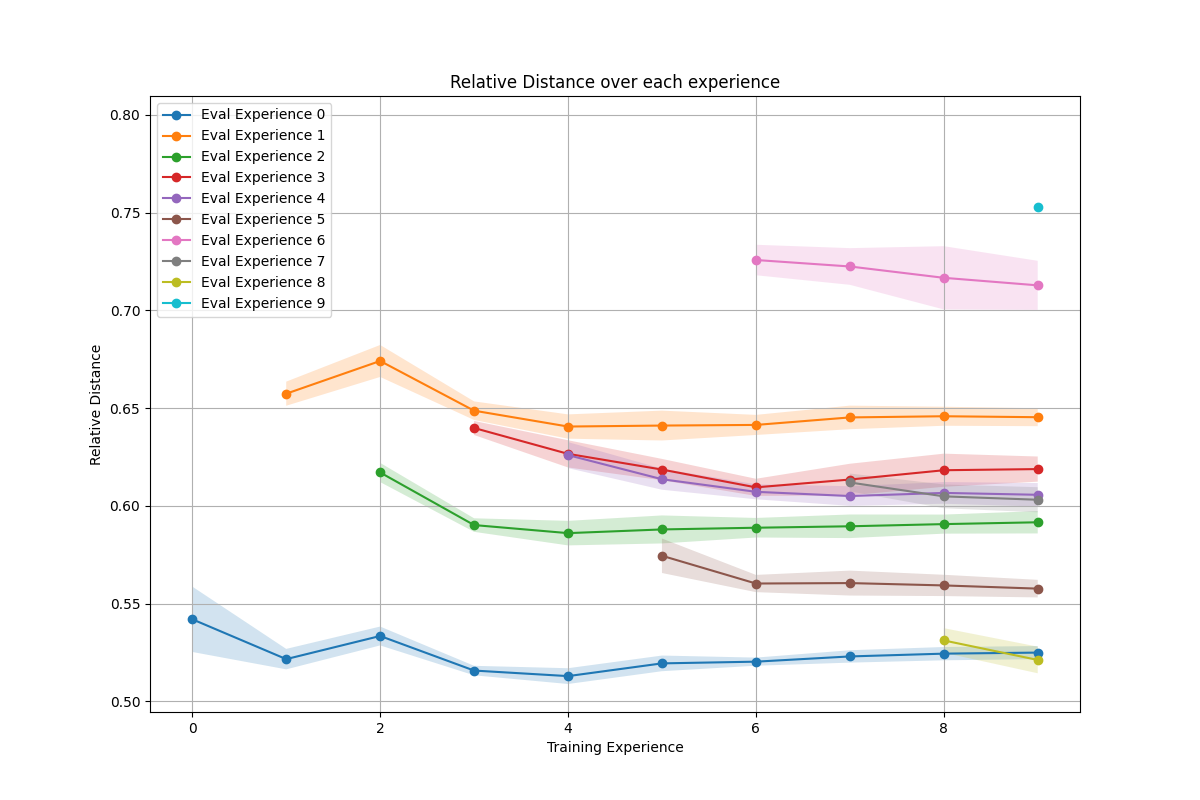 Relative Distance over each experience
0.80
0.75
0.70
0.65
0.60
0.55
0.50
Relative Distance
Eval Experience 0
Eval Experience 1
Eval Experience 2
Eval Experience 3
Eval Experience 4
Eval Experience 5
Eval Experience 6
Eval Experience 7
Eval Experience 8
Eval Experience 9
0 2 4 6 8
Training Experience